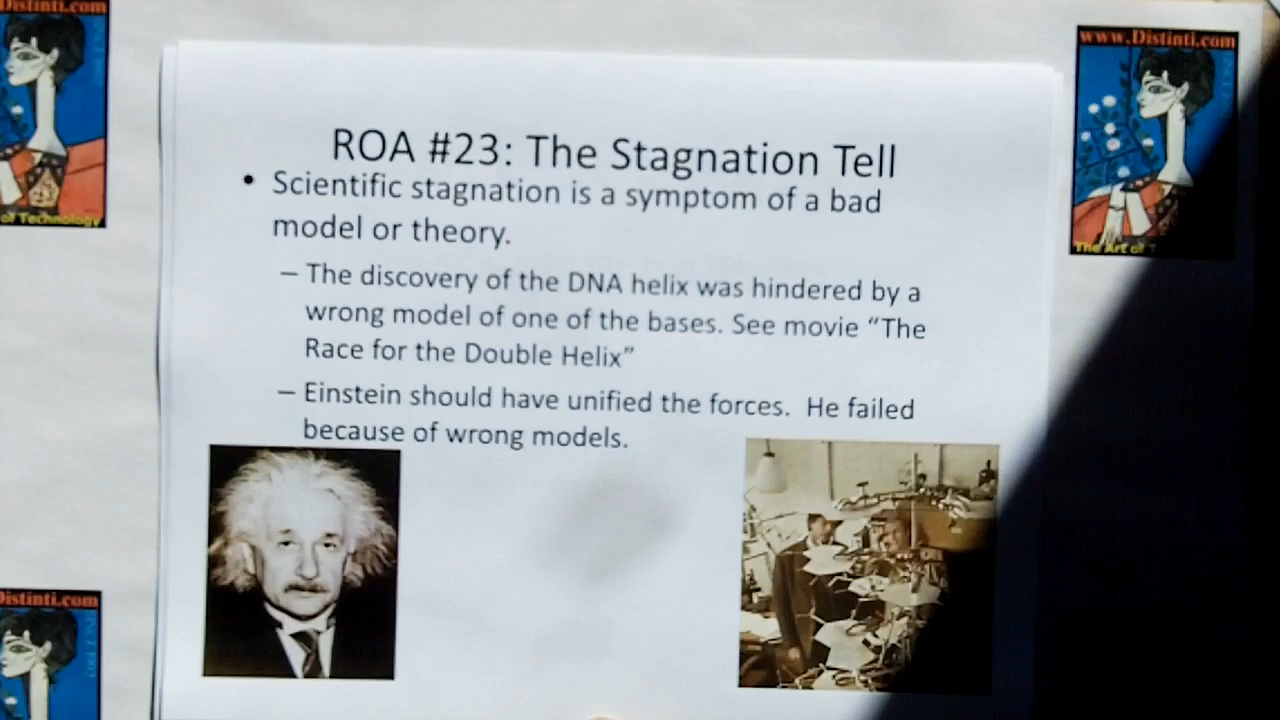 Distinti.com
www.Distinti.com
of Technology
The Art of
ROA #23: The Stagnation Tell
• Scientific stagnation is a symptom of a bad
model or theory.
– The discovery of the DNA helix was hindered by a
wrong model of one of the bases. See movie “The
Race for the Double Helix”
– Einstein should have unified the forces.  He failed
because of wrong models.
Distinti.com